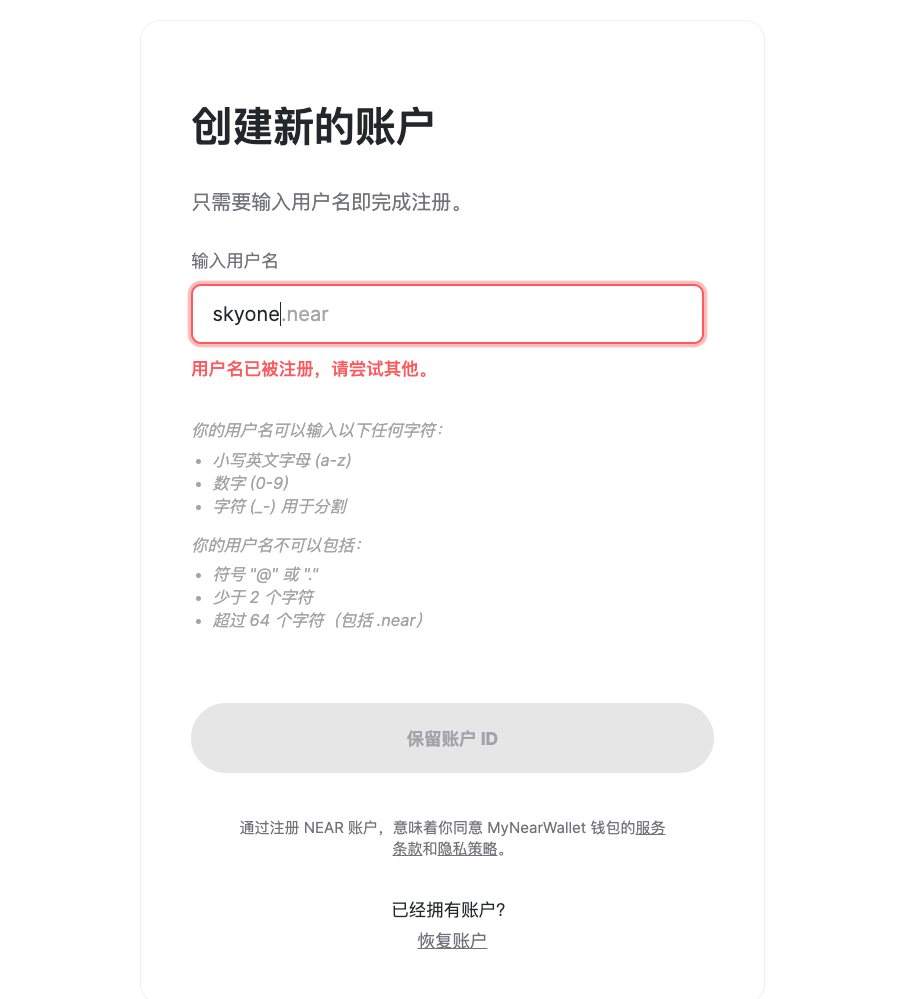 创建新的账户
只需要输入用户名即完成注册。
输入用户名
skyone.near
用户名已被注册，请尝试其他。
你的用户名可以输入以下任何字符：
• 小写英文字母 (a-z)
• 数字 (0-9)
• 字符 (_-) 用于分割
你的用户名不可以包括：
• 符号 "@" 或 "."
• 少于 2 个字符
• 超过 64 个字符（包括 .near）
保留账户 ID
通过注册 NEAR 账户，意味着你同意 MyNearWallet 钱包的服务
条款和隐私策略。
已经拥有账户?
恢复账户